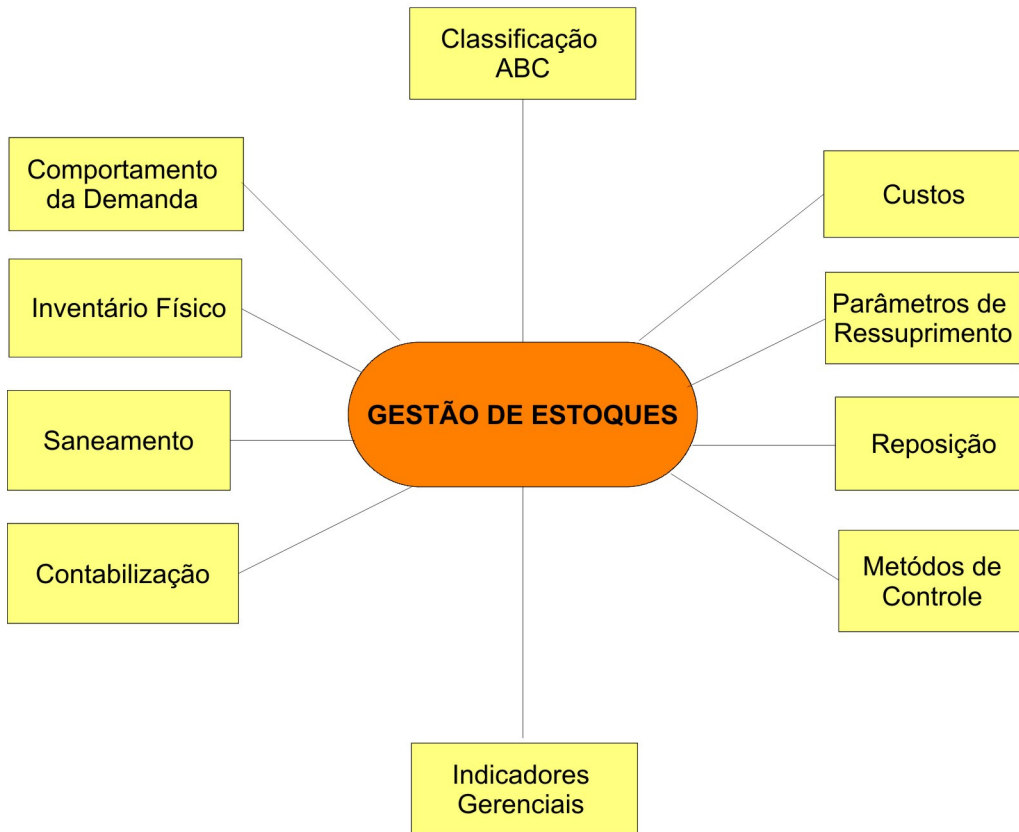 Classificação
ABC
Comportamento
da Demanda
Custos
Inventário Físico
Parâmetros de
Ressuprimento
GESTÃO DE ESTOQUES
Saneamento
Reposição
Contabilização
Metódos de
Controle
Indicadores
Gerenciais